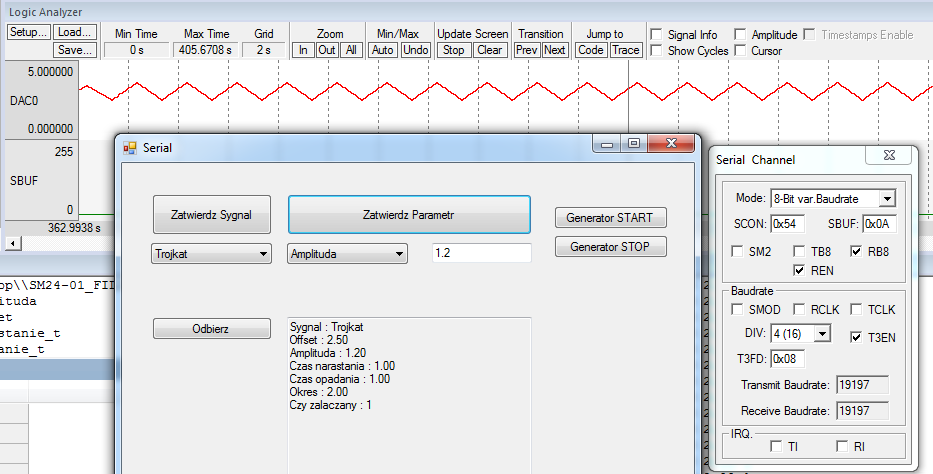 Logic Analyzer
Setup... Load... Min Time Max Time Grid Zoom Min/Max Update Screen Transition Jump to Signal Info Amplitude Timestamps Enable
Save... 0 s 405.6708 s 2 s In Out All Auto Undo Stop Clear Prev Next Code Trace Show Cycles Cursor
5.000000
DAC0
0.000000
255
SBUF
0
362.9938 s
Serial
Zatwierdz Sygnal Zatwierdz Parametr Generator START
Trojkat Amplituda 1.2 Generator STOP
Odbierz
Sygnal : Trojkat
Offset : 2.50
Amplituda : 1.20
Czas narastania : 1.00
Czas opadania : 1.00
Okres : 2.00
Czy zalaczany : 1
Serial Channel
Mode: 8-Bit var.Baudrate
SCON: 0x54 SBUF: 0x0A
SM2 TB8 RB8
REN
Baudrate
SMOD RCLK TCLK
DIV: 4 (16) T3EN
T3FD: 0x08
Transmit Baudrate: 19197
Receive Baudrate: 19197
IRQ.
TI RI
op\\SM24-01_FII
ituda
et
stanie_t
anie_t